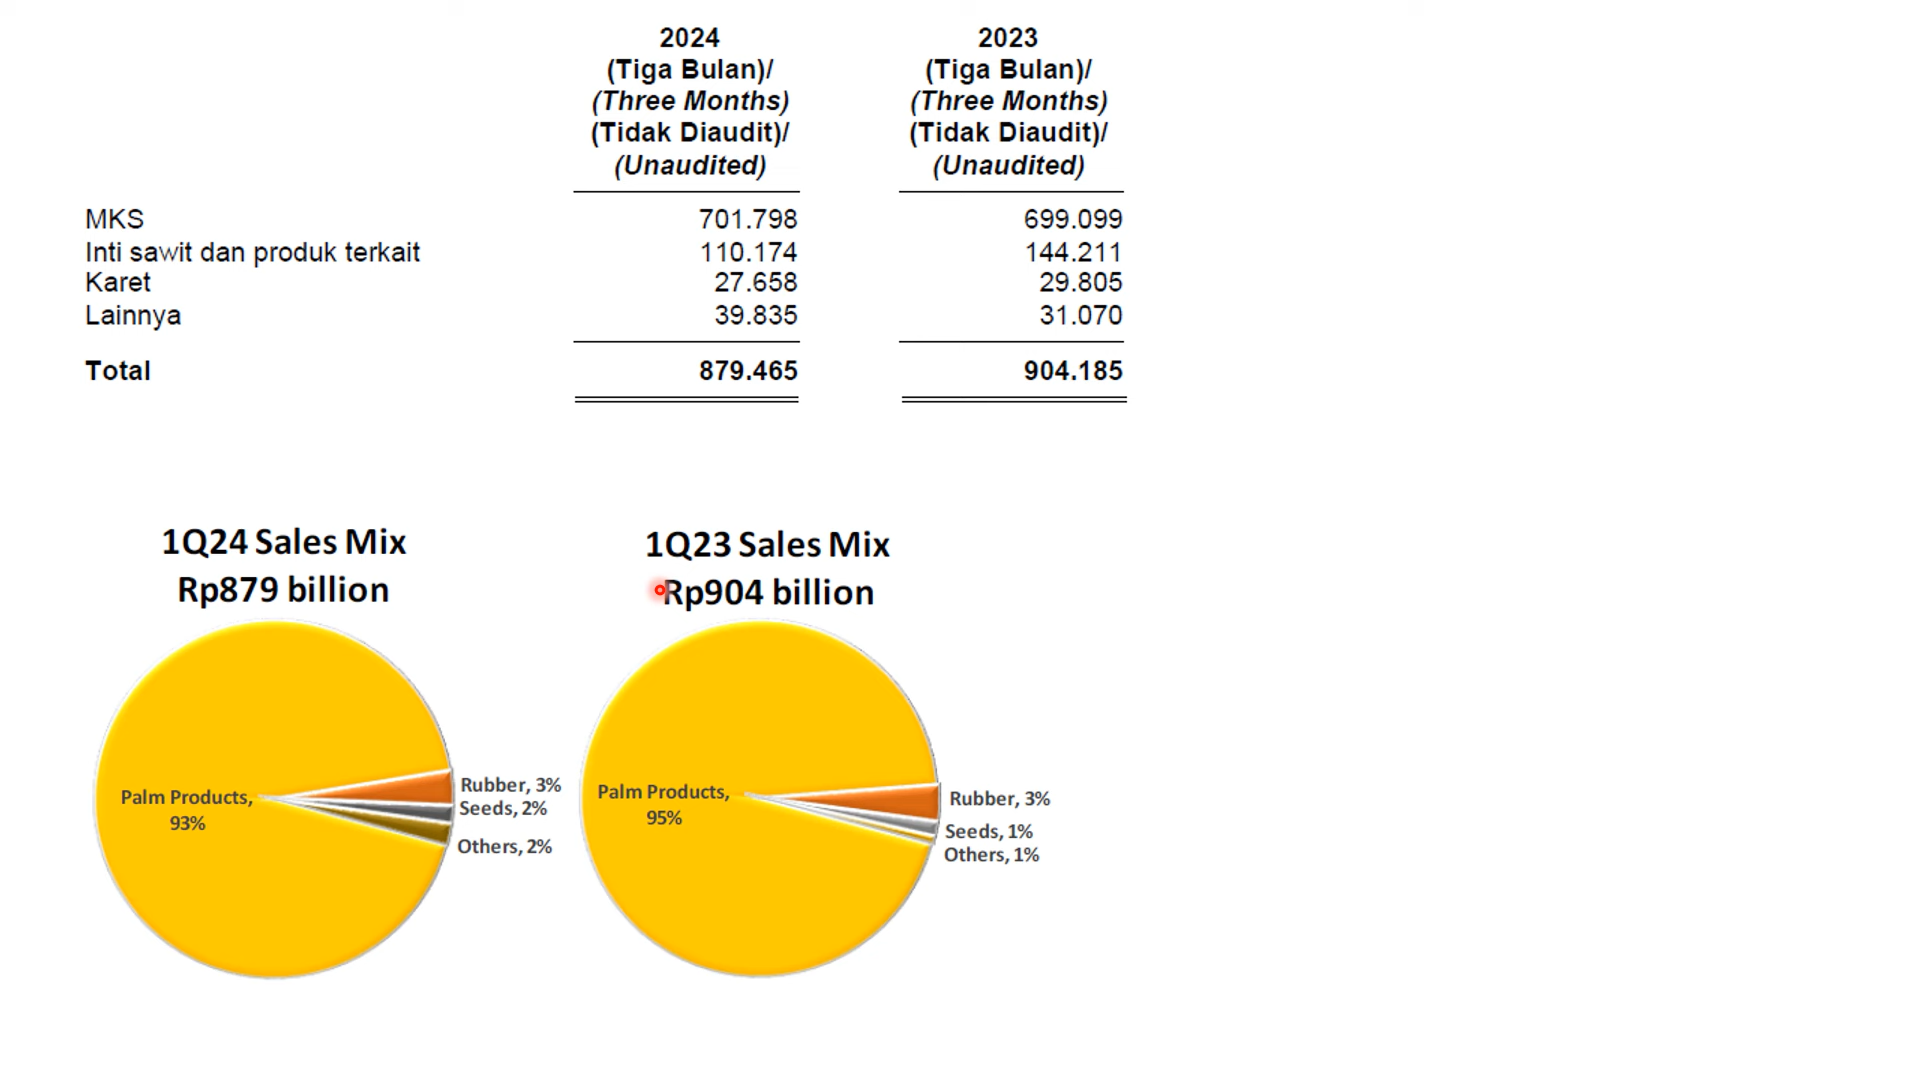 2024 2023
(Tiga Bulan)/ (Tiga Bulan)/
(Three Months) (Three Months)
(Tidak Diaudit)/ (Tidak Diaudit)/
(Unaudited) (Unaudited)
MKS 701.798 699.099
Inti sawit dan produk terkait 110.174 144.211
Karet 27.658 29.805
Lainnya 39.835 31.070
Total 879.465 904.185
1Q24 Sales Mix
Rp879 billion
Palm Products,
93%
Rubber, 3%
Seeds, 2%
Others, 2%
1Q23 Sales Mix
Rp904 billion
Palm Products,
95%
Rubber, 3%
Seeds, 1%
Others, 1%